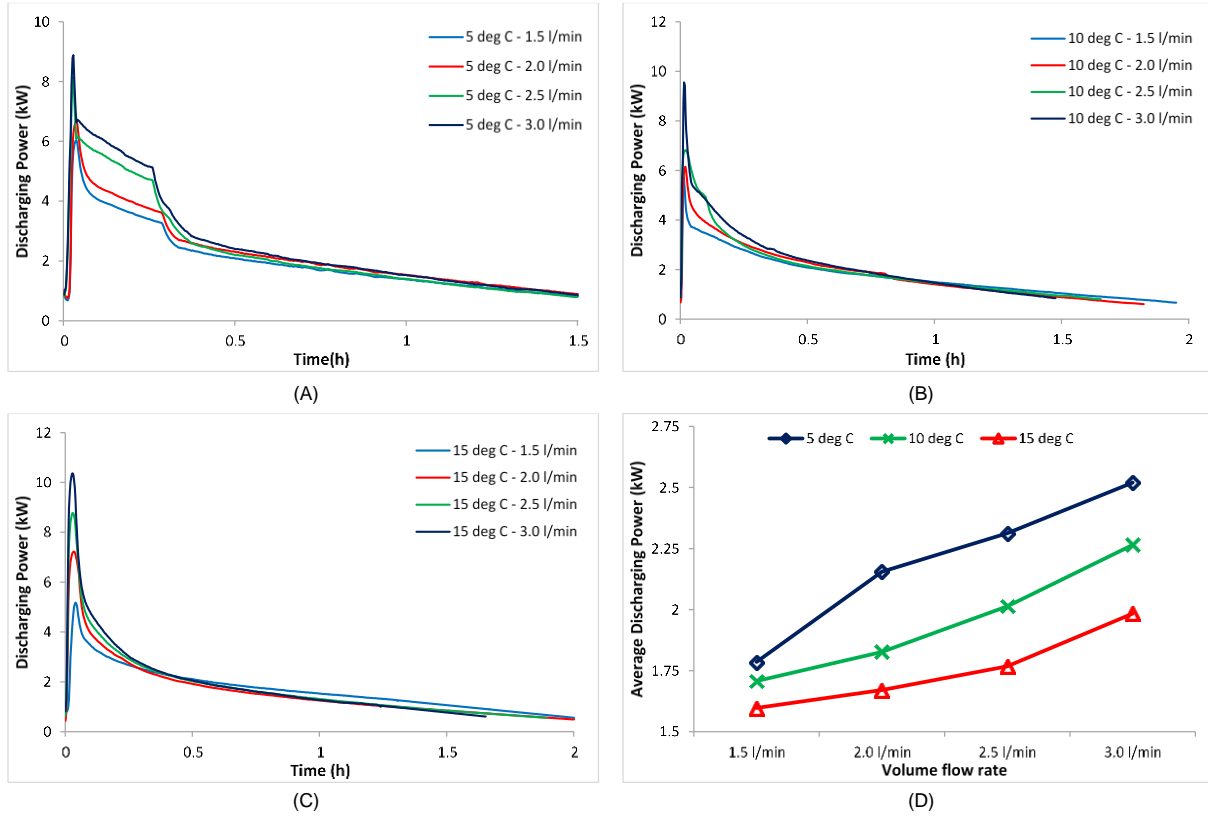 10
8
6
4
2
0
0
0.5
1
1.5
Discharging Power (kW)
Time(h)
5 deg C - 1.5 l/min
5 deg C - 2.0 l/min
5 deg C - 2.5 l/min
5 deg C - 3.0 l/min
(A)
12
10
8
6
4
2
0
0
0.5
1
1.5
2
Discharging Power (kW)
Time (h)
10 deg C - 1.5 l/min
10 deg C - 2.0 l/min
10 deg C - 2.5 l/min
10 deg C - 3.0 l/min
(B)
12
10
8
6
4
2
0
0
0.5
1
1.5
2
Discharging Power (kW)
Time (h)
15 deg C - 1.5 l/min
15 deg C - 2.0 l/min
15 deg C - 2.5 l/min
15 deg C - 3.0 l/min
(C)
2.75
2.5
2.25
2
1.75
1.5
Average Discharging Power (kW)
5 deg C
10 deg C
15 deg C
1.5 l/min
2.0 l/min
2.5 l/min
3.0 l/min
Volume flow rate
(D)